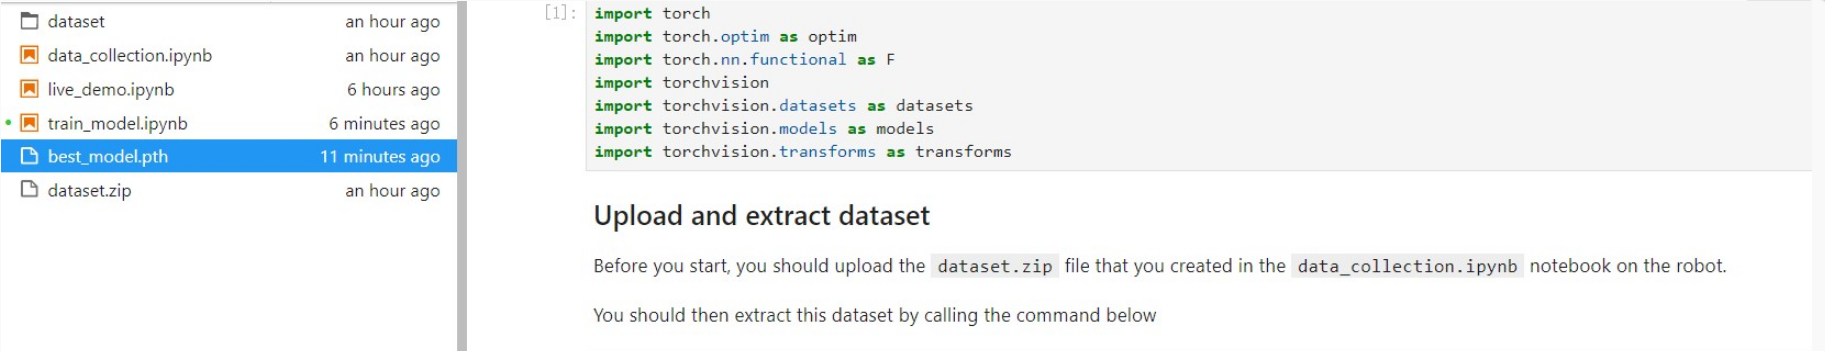 dataset an hour ago
data_collection.ipynb an hour ago
live_demo.ipynb 6 hours ago
train_model.ipynb 6 minutes ago
best_model.pth 11 minutes ago
dataset.zip an hour ago
[1]:
import torch
import torch.optim as optim
import torch.nn.functional as F
import torchvision
import torchvision.datasets as datasets
import torchvision.models as models
import torchvision.transforms as transforms
Upload and extract dataset
Before you start, you should upload the dataset.zip file that you created in the data_collection.ipynb notebook on the robot.
You should then extract this dataset by calling the command below